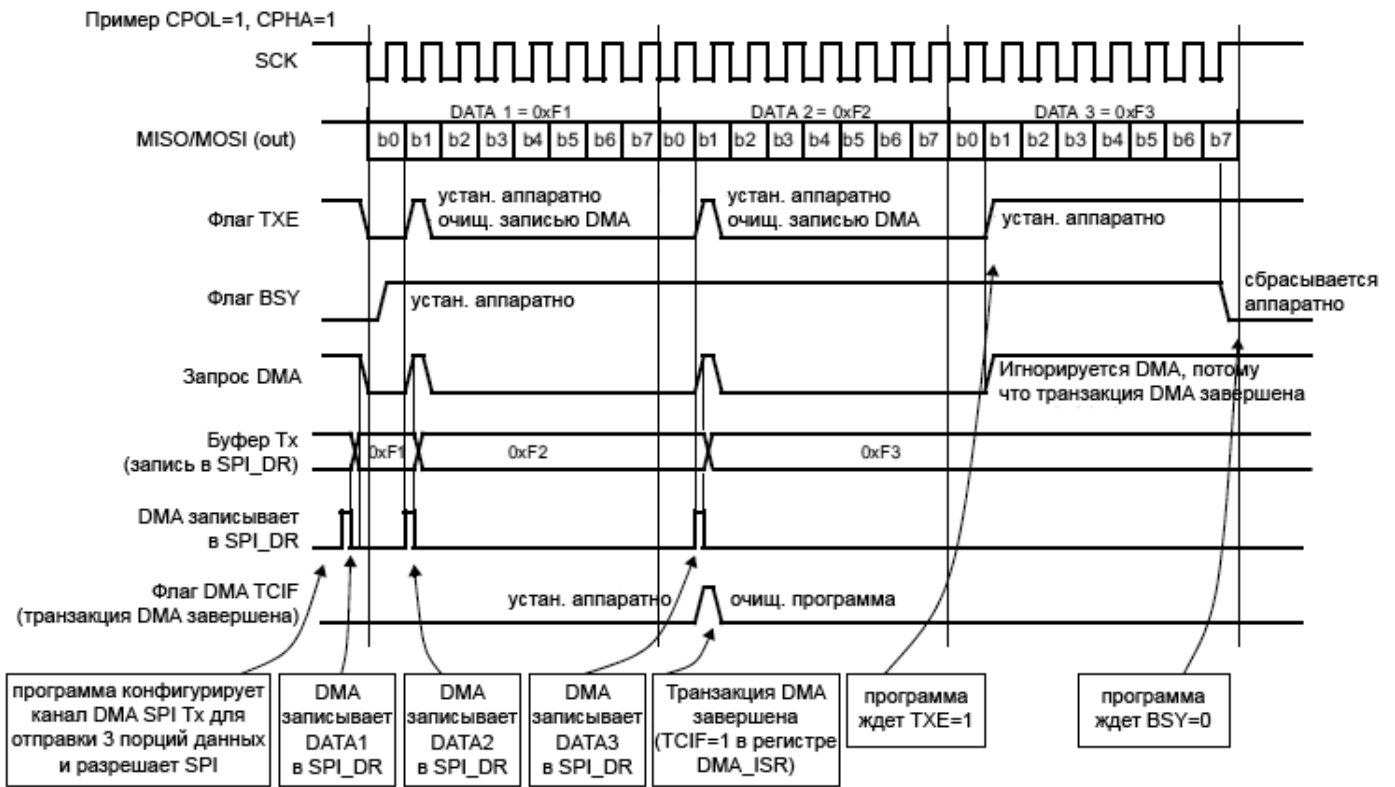 Пример CPOL=1, CPHA=1
SCK
DATA 1 = 0xF1
DATA 2 = 0xF2
DATA 3 = 0xF3
MISO/MOSI (out)
b0 b1 b2 b3 b4 b5 b6 b7 b0 b1 b2 b3 b4 b5 b6 b7 b0 b1 b2 b3 b4 b5 b6 b7
Флаг TXE
устан. аппаратно
очищ. записью DMA
устан. аппаратно
очищ. записью DMA
устан. аппаратно
Флаг BSY
устан. аппаратно
сбрасывается
аппаратно
Запрос DMA
Игнорируется DMA, потому
что транзакция DMA завершена
Буфер Tx
(запись в SPI_DR)
0xF1
0xF2
0xF3
DMA записывает
в SPI_DR
Флаг DMA TCIF
(транзакция DMA завершена)
устан. аппаратно
очищ. программа
программа конфигурирует
канал DMA SPI Tx для
отправки 3 порций данных
и разрешает SPI
DMA
записывает
DATA1
в SPI_DR
DMA
записывает
DATA2
в SPI_DR
DMA
записывает
DATA3
в SPI_DR
Транзакция DMA
завершена
(TCIF=1 в регистре
DMA_ISR)
программа
ждет TXE=1
программа
ждет BSY=0